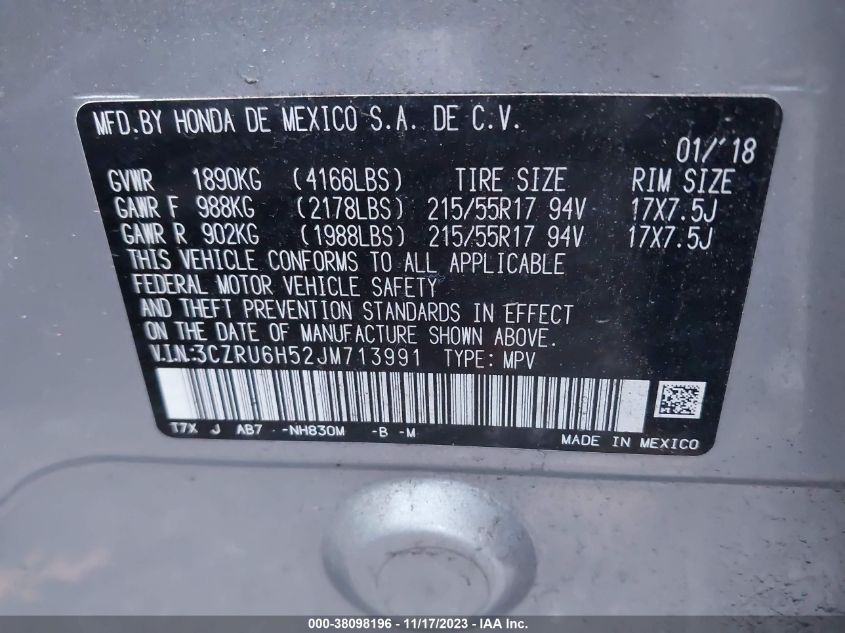 MFD.BY HONDA DE MEXICO S.A. DE C.V.
01/'18
GVWR 1890KG (4166LBS) TIRE SIZE RIM SIZE
GAWR F 988KG (2178LBS) 215/55R17 94V 17X7.5J
GAWR R 902KG (1988LBS) 215/55R17 94V 17X7.5J
THIS VEHICLE CONFORMS TO ALL APPLICABLE
FEDERAL MOTOR VEHICLE SAFETY
AND THEFT PREVENTION STANDARDS IN EFFECT
ON THE DATE OF MANUFACTURE SHOWN ABOVE.
V.I.N.:3CZRU6H52JM713991 TYPE: MPV
T7X J AB7 -NH830M -B -M
MADE IN MEXICO
000-38098196 - 11/17/2023 - IAAI Inc.